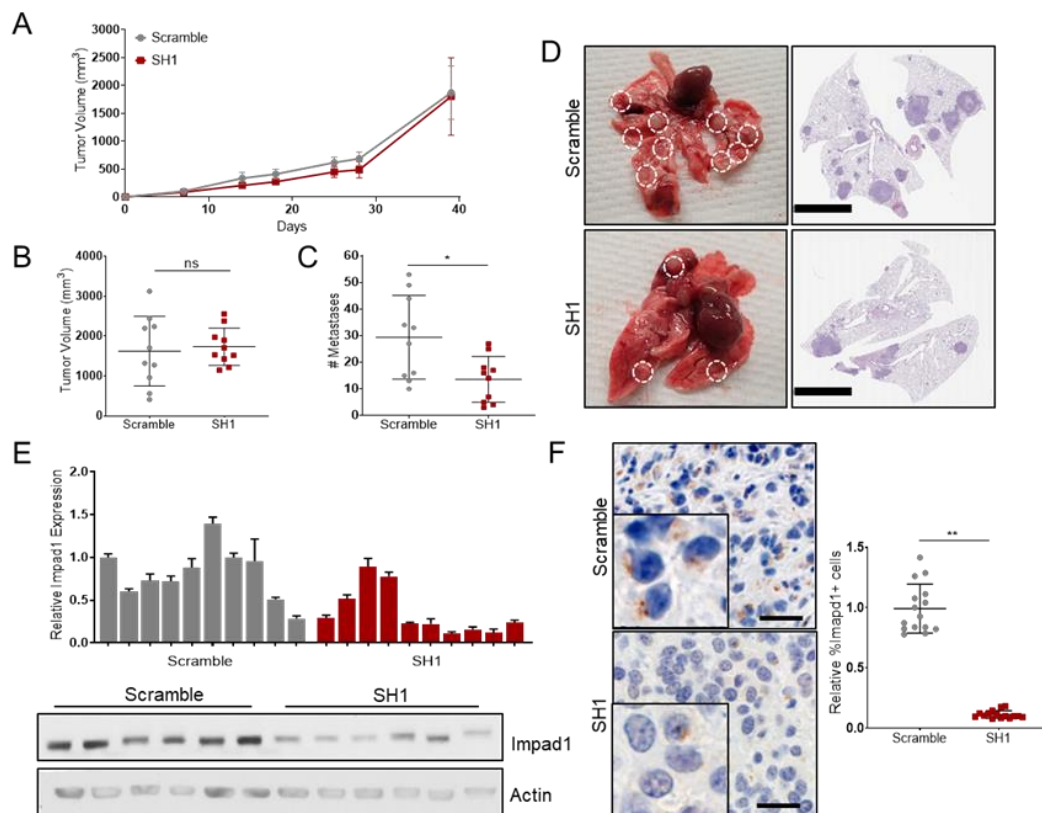 A
Tumor Volume (mm³)
3000
2500
2000
1500
1000
500
0
Scramble
SH1
0
10
20
30
40
Days
B
Tumor Volume (mm³)
4000
3000
2000
1000
0
ns
Scramble
SH1
C
# Metastases
60
50
40
30
20
10
0
*
Scramble
SH1
D
Scramble
SH1
E
Relative Impad1 Expression
2.0
1.5
1.0
0.5
0.0
Scramble
SH1
Scramble
SH1
Impad1
Actin
F
Scramble
SH1
Relative %Imapd1+ cells
1.5
1.0
0.5
0.0
**
Scramble
SH1